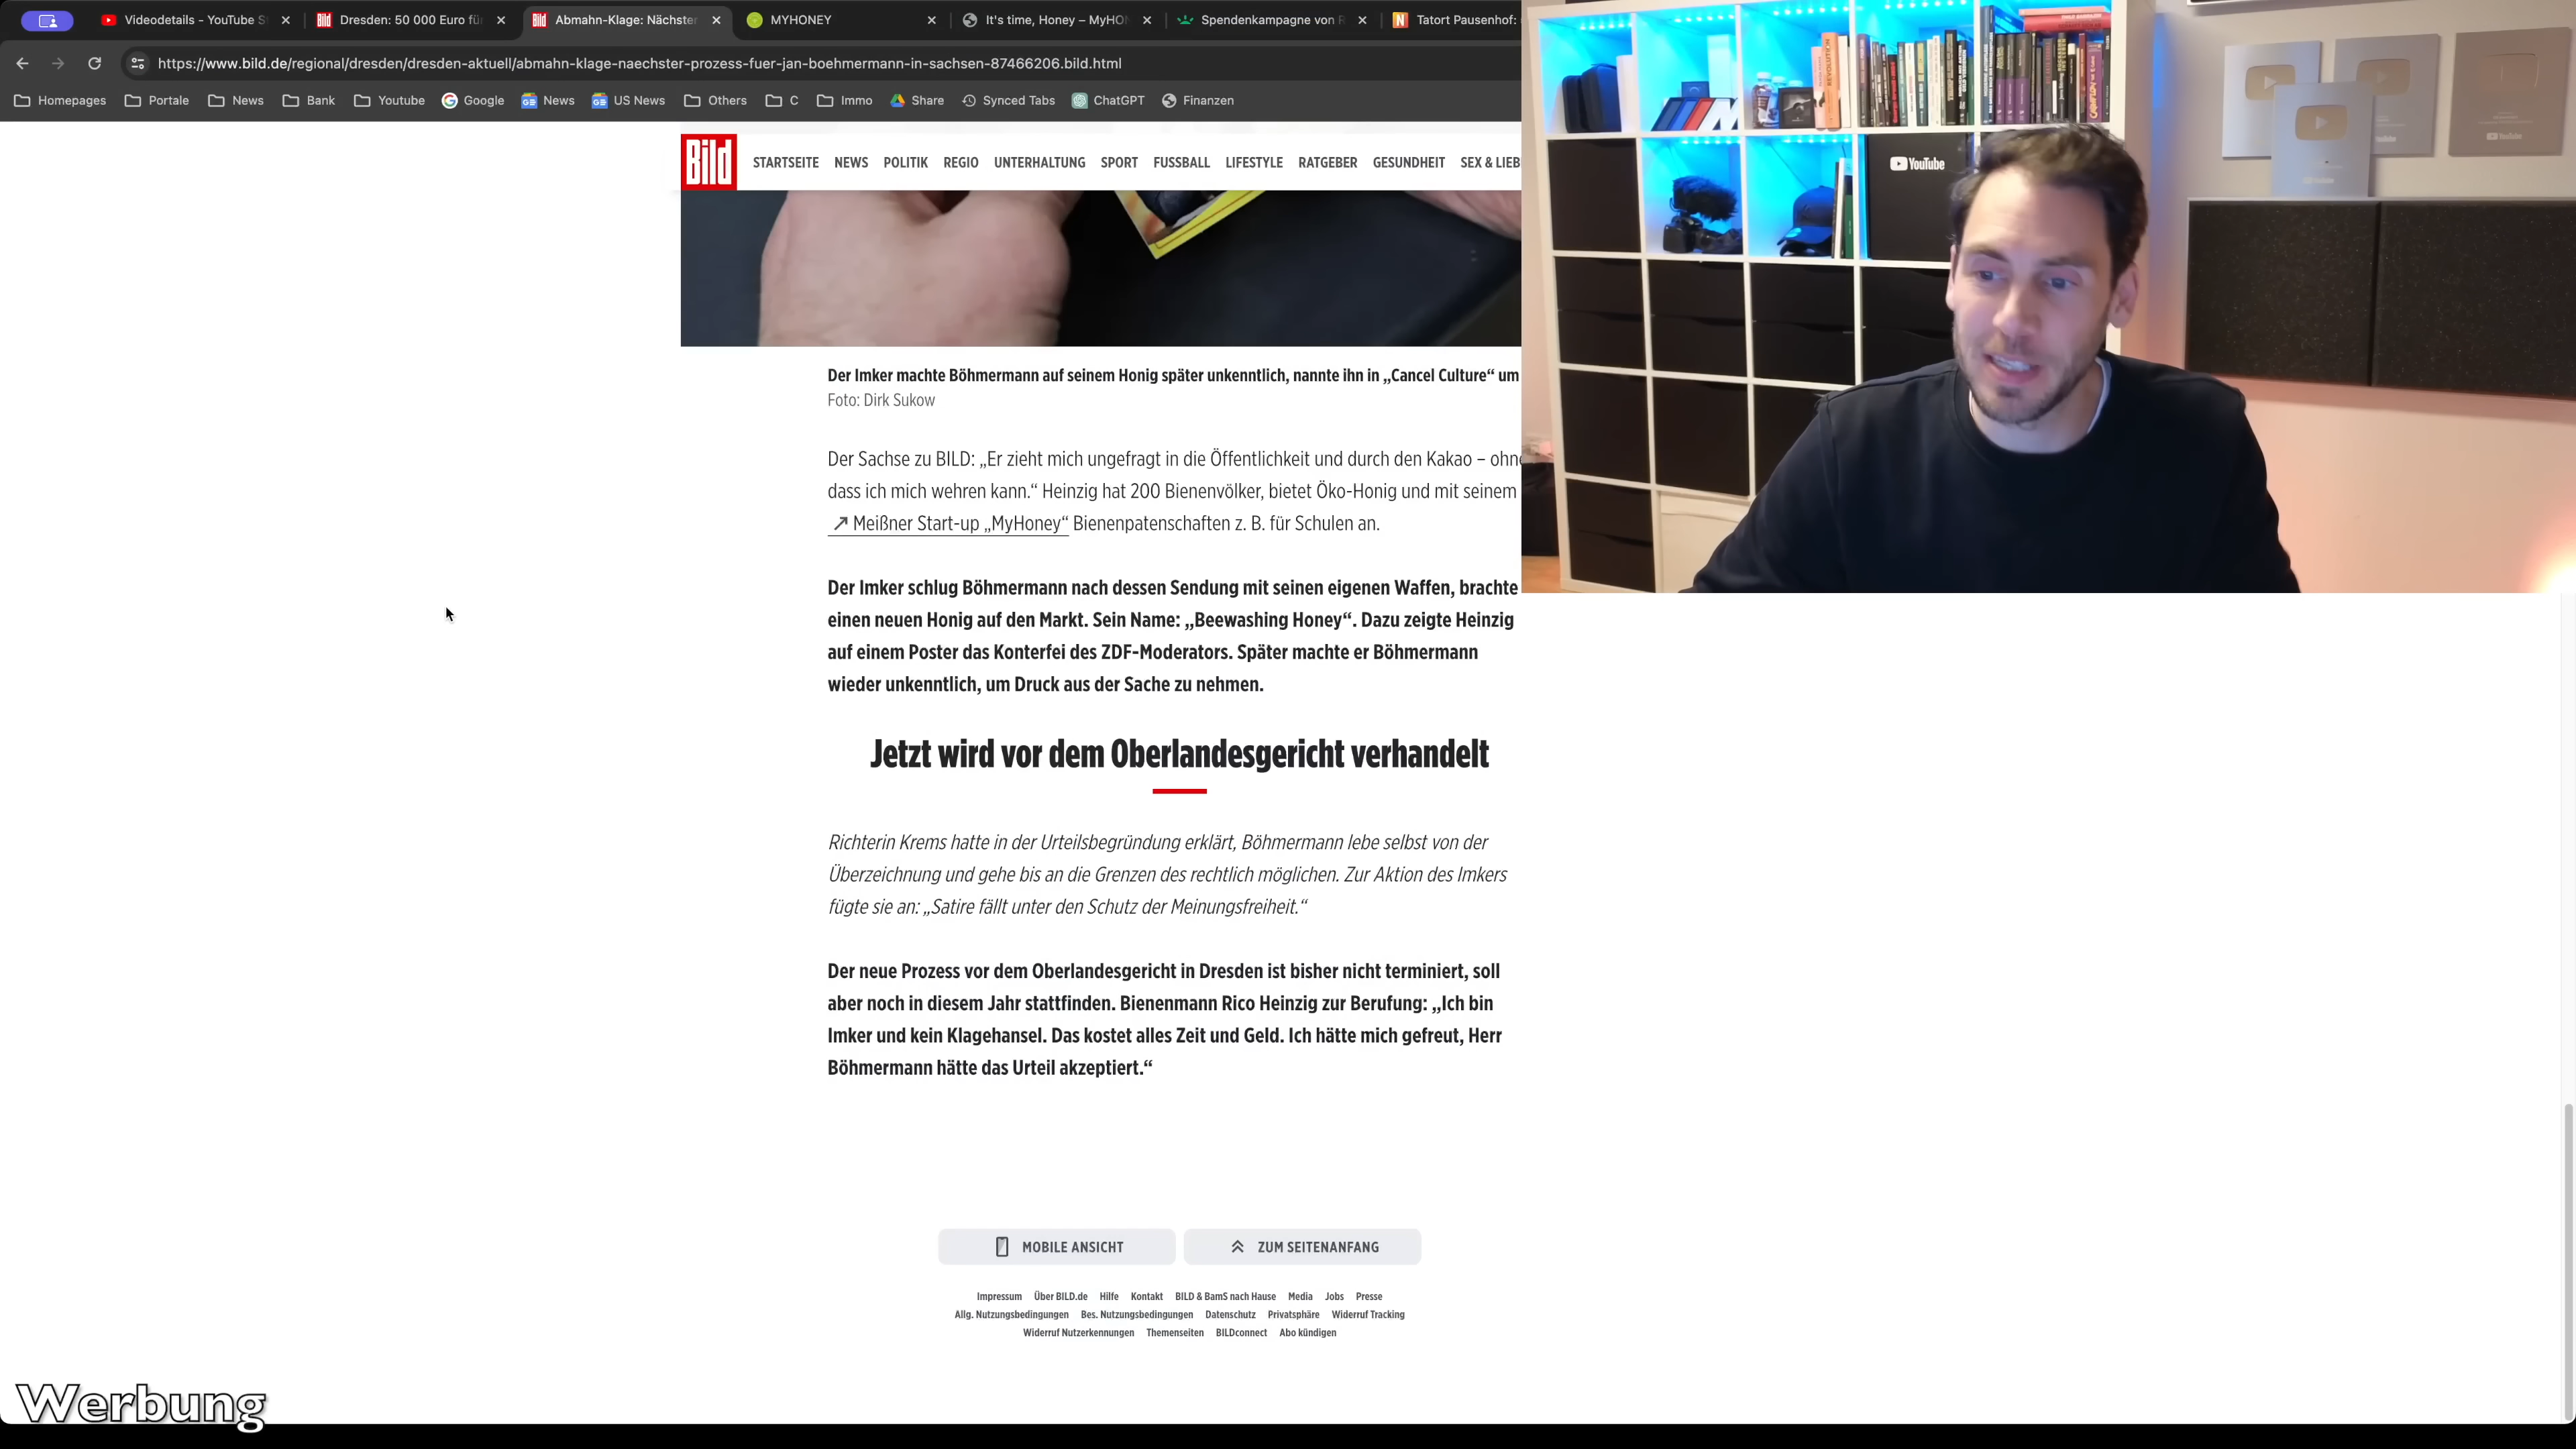 Videodetails - YouTube S
Dresden: 50 000 Euro für
Abmahn-Klage: Nächster
MYHONEY
It's time, Honey – MyHON
Spendenkampagne von R
Tatort Pausenhof:
https://www.bild.de/regional/dresden/dresden-aktuell/abmahn-klage-naechster-prozess-fuer-jan-boehmermann-in-sachsen-87466206.bild.html
Homepages Portale News Bank Youtube Google News US News Others C Immo Share Synced Tabs ChatGPT Finanzen
Bild
STARTSEITE NEWS POLITIK REGIO UNTERHALTUNG SPORT FUSSBALL LIFESTYLE RATGEBER GESUNDHEIT SEX & LIEB
YouTube
REVOLUTION
Der Imker machte Böhmermann auf seinem Honig später unkenntlich, nannte ihn in „Cancel Culture“ um
Foto: Dirk Sukow
Der Sachse zu BILD: „Er zieht mich ungefragt in die Öffentlichkeit und durch den Kakao – ohne
dass ich mich wehren kann.“ Heinzig hat 200 Bienenvölker, bietet Öko-Honig und mit seinem
Meißner Start-up „MyHoney“ Bienenpatenschaften z. B. für Schulen an.
Der Imker schlug Böhmermann nach dessen Sendung mit seinen eigenen Waffen, brachte
einen neuen Honig auf den Markt. Sein Name: „Beewashing Honey“. Dazu zeigte Heinzig
auf einem Poster das Konterfei des ZDF-Moderators. Später machte er Böhmermann
wieder unkenntlich, um Druck aus der Sache zu nehmen.
Jetzt wird vor dem Oberlandesgericht verhandelt
Richterin Krems hatte in der Urteilsbegründung erklärt, Böhmermann lebe selbst von der
Überzeichnung und gehe bis an die Grenzen des rechtlich möglichen. Zur Aktion des Imkers
fügte sie an: „Satire fällt unter den Schutz der Meinungsfreiheit.“
Der neue Prozess vor dem Oberlandesgericht in Dresden ist bisher nicht terminiert, soll
aber noch in diesem Jahr stattfinden. Bienenmann Rico Heinzig zur Berufung: „Ich bin
Imker und kein Klagehansel. Das kostet alles Zeit und Geld. Ich hätte mich gefreut, Herr
Böhmermann hätte das Urteil akzeptiert.“
MOBILE ANSICHT ZUM SEITENANFANG
Impressum Über BILD.de Hilfe Kontakt BILD & BamS nach Hause Media Jobs Presse
Allg. Nutzungsbedingungen Bes. Nutzungsbedingungen Datenschutz Privatsphäre Widerruf Tracking
Widerruf Nutzerkennungen Themenseiten BILDconnect Abo kündigen
Werbung